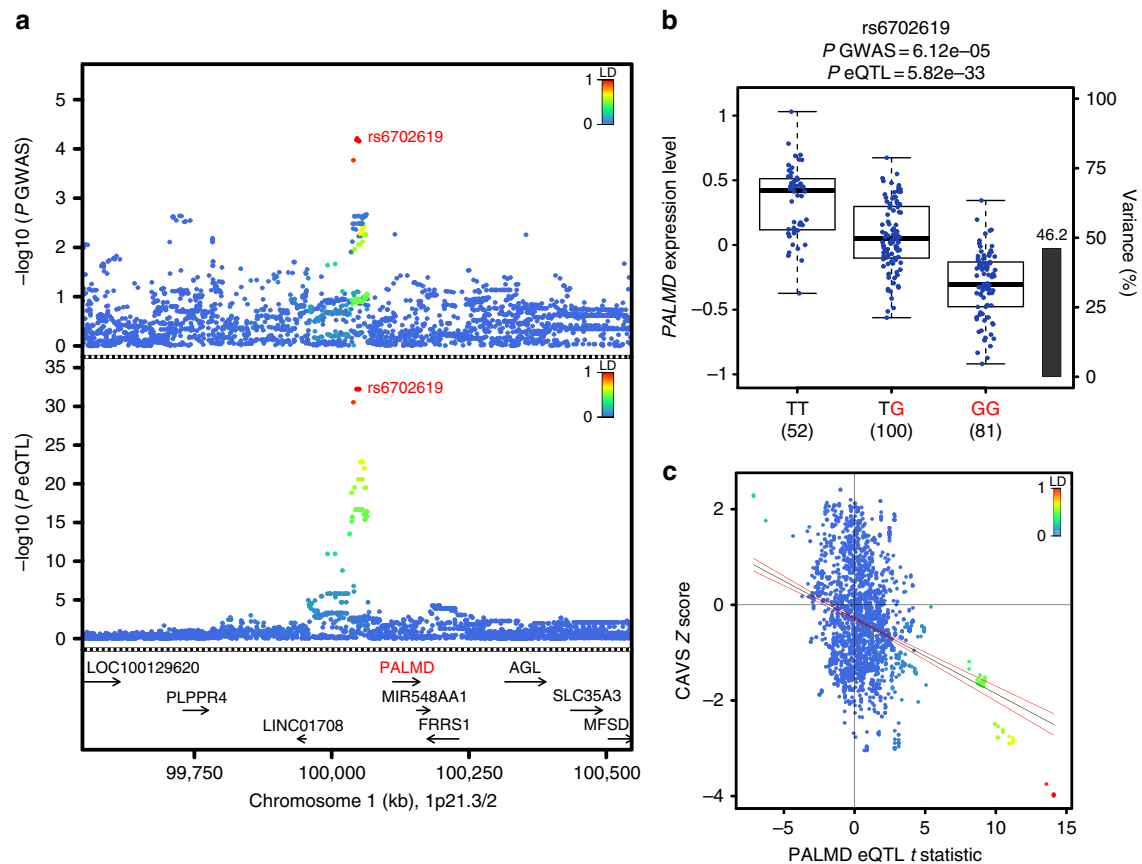 a
5
4
3
2
1
0
–log10 (P GWAS)
LD
1
0
rs6702619
35
30
25
20
15
10
5
0
–log10 (P eQTL)
LD
1
0
rs6702619
LOC100129620
PALMD
AGL
PLPPR4
MIR548AA1
SLC35A3
LINC01708
FRRS1
MFSD
99,750
100,000
100,250
100,500
Chromosome 1 (kb), 1p21.3/2
b
rs6702619
P GWAS = 6.12e–05
P eQTL = 5.82e–33
1
0.5
0
–0.5
–1
PALMD expression level
100
75
50
25
0
Variance (%)
46.2
TT
TG
GG
(52)
(100)
(81)
c
LD
1
0
2
0
–2
–4
CAVS Z score
–5
0
5
10
15
PALMD eQTL t statistic